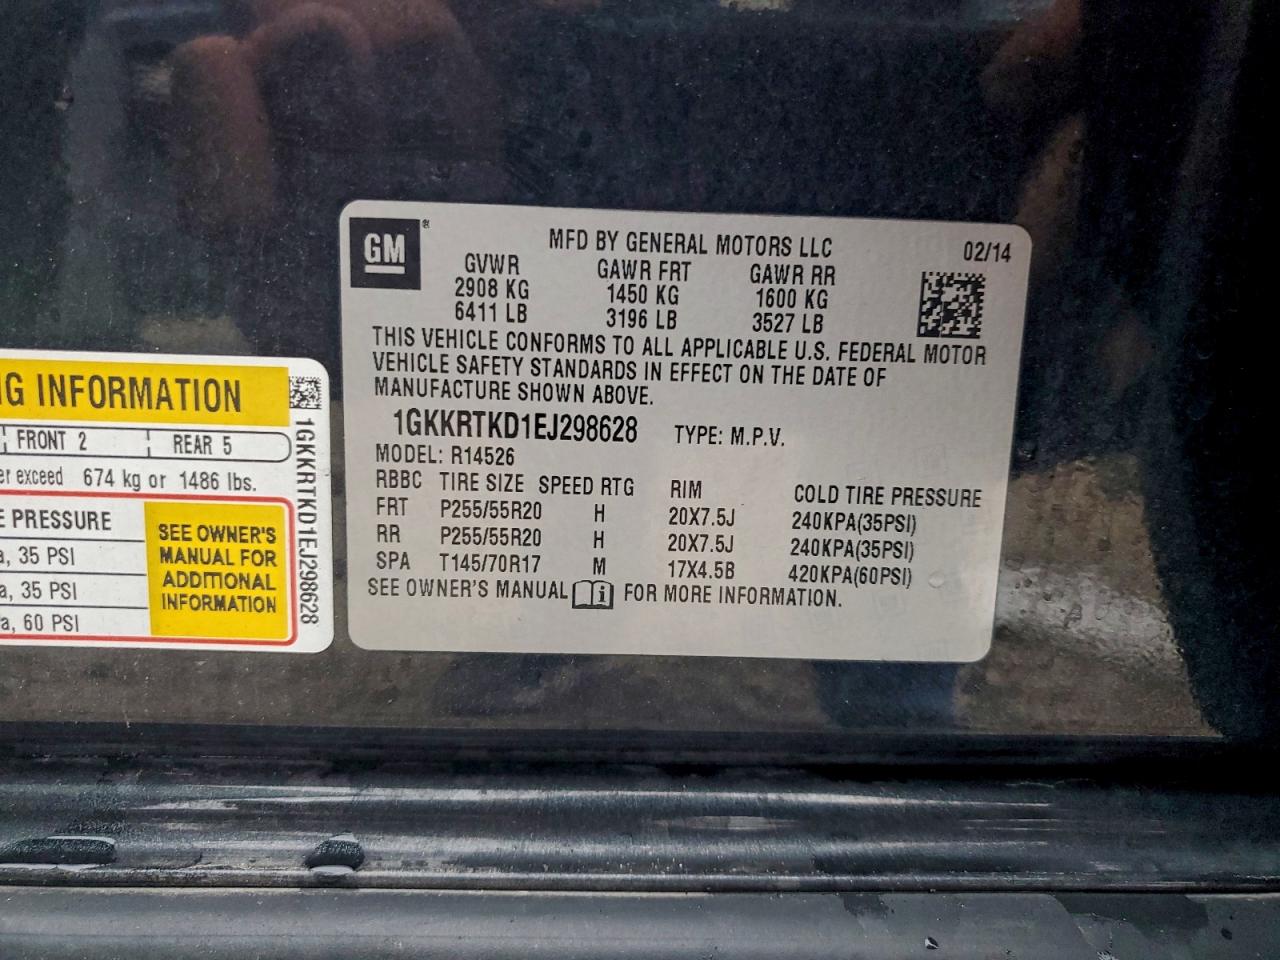 GM ®
MFD BY GENERAL MOTORS LLC 02/14
GVWR GAWR FRT GAWR RR
2908 KG 1450 KG 1600 KG
6411 LB 3196 LB 3527 LB
THIS VEHICLE CONFORMS TO ALL APPLICABLE U.S. FEDERAL MOTOR
VEHICLE SAFETY STANDARDS IN EFFECT ON THE DATE OF
MANUFACTURE SHOWN ABOVE.
1GKKRTKD1EJ298628 TYPE: M.P.V.
MODEL: R14526
RBBC TIRE SIZE SPEED RTG RIM COLD TIRE PRESSURE
FRT P255/55R20 H 20X7.5J 240KPA(35PSI)
RR P255/55R20 H 20X7.5J 240KPA(35PSI)
SPA T145/70R17 M 17X4.5B 420KPA(60PSI)
SEE OWNER'S MANUAL i FOR MORE INFORMATION.
G INFORMATION
FRONT 2 REAR 5
er exceed 674 kg or 1486 lbs.
E PRESSURE
a, 35 PSI
a, 35 PSI
a, 60 PSI
SEE OWNER'S
MANUAL FOR
ADDITIONAL
INFORMATION
1GKKRTKD1EJ298628